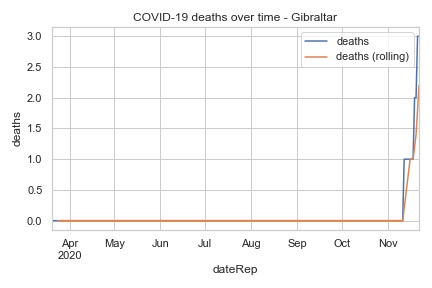 COVID-19 deaths over time - Gibraltar
deaths
deaths (rolling)
3.0
2.5
2.0
1.5
1.0
0.5
0.0
deaths
Apr May Jun Jul Aug Sep Oct Nov
2020
dateRep